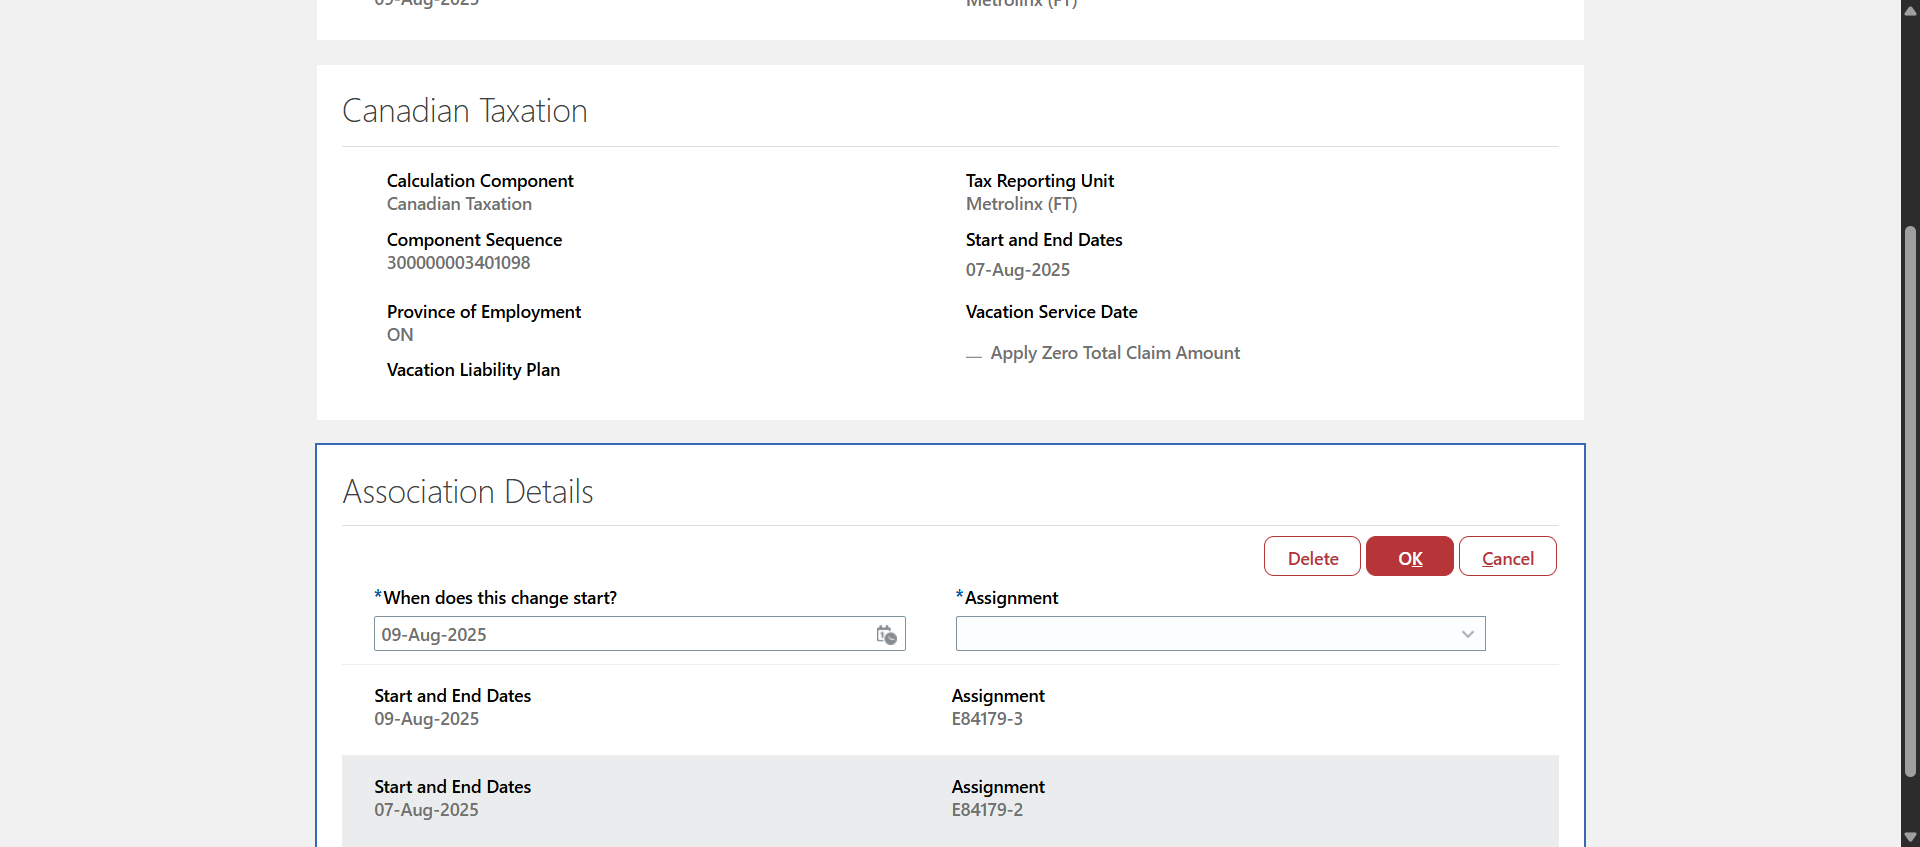 09-Aug-2025
Metrolinx (FT)
Canadian Taxation
Calculation Component
Canadian Taxation
Tax Reporting Unit
Metrolinx (FT)
Component Sequence
300000003401098
Start and End Dates
07-Aug-2025
Province of Employment
ON
Vacation Service Date
Apply Zero Total Claim Amount
Vacation Liability Plan
Association Details
Delete
OK
Cancel
*When does this change start?
09-Aug-2025
*Assignment
Start and End Dates
09-Aug-2025
Assignment
E84179-3
Start and End Dates
07-Aug-2025
Assignment
E84179-2